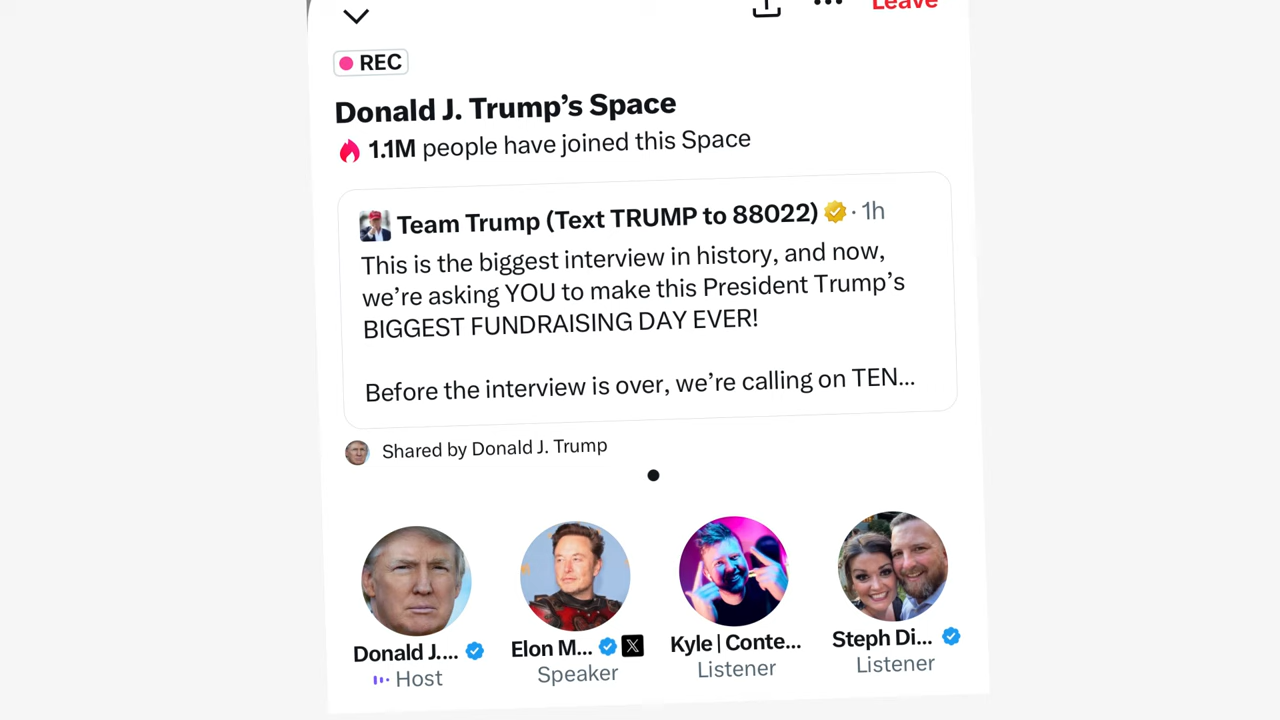 Leave
REC
Donald J. Trump’s Space
1.1M people have joined this Space
Team Trump (Text TRUMP to 88022) · 1h
This is the biggest interview in history, and now,
we’re asking YOU to make this President Trump’s
BIGGEST FUNDRAISING DAY EVER!
Before the interview is over, we’re calling on TEN...
Shared by Donald J. Trump
Donald J.... Elon M... X Kyle | Conte... Steph Di...
Host Speaker Listener Listener